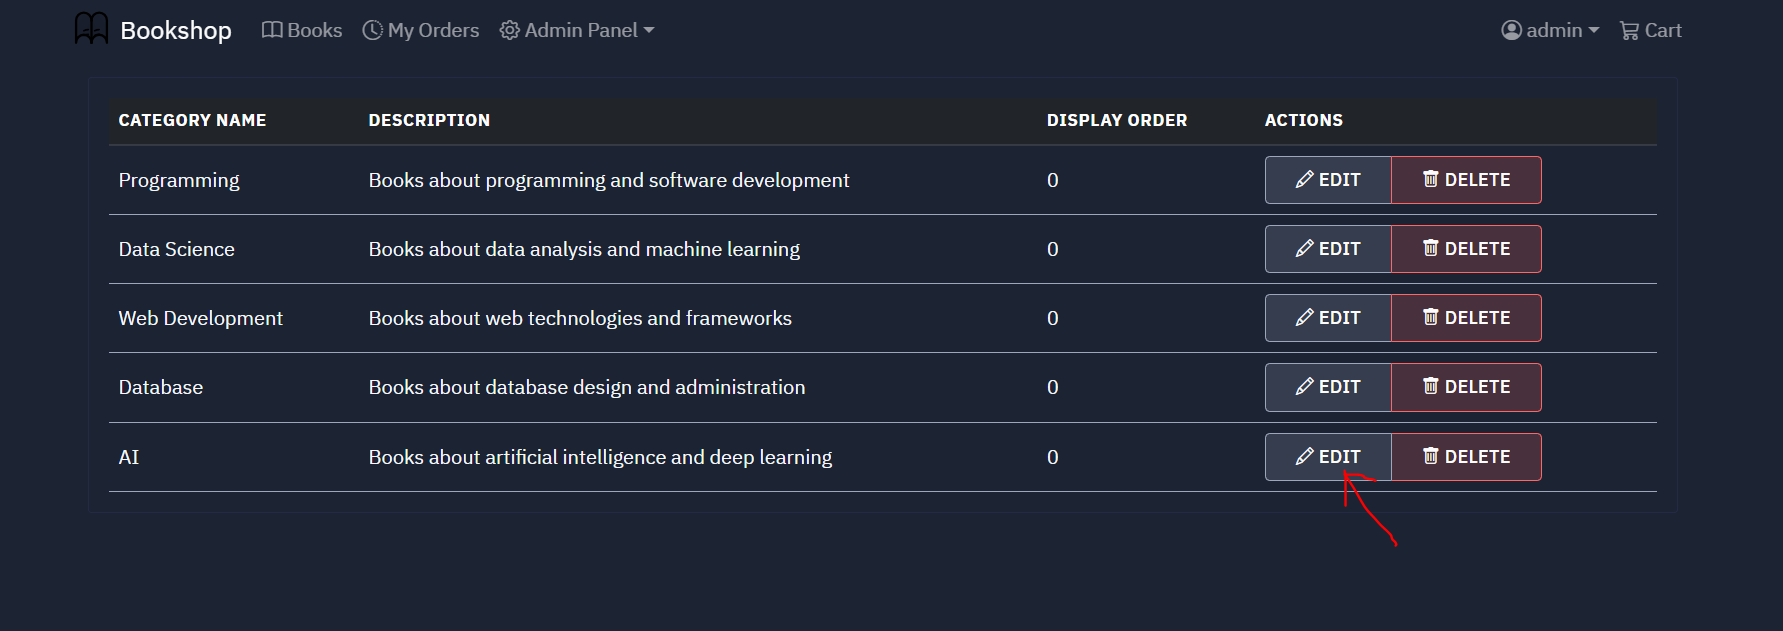 Bookshop Books My Orders Admin Panel admin Cart
CATEGORY NAME DESCRIPTION DISPLAY ORDER ACTIONS
Programming Books about programming and software development 0 EDIT DELETE
Data Science Books about data analysis and machine learning 0 EDIT DELETE
Web Development Books about web technologies and frameworks 0 EDIT DELETE
Database Books about database design and administration 0 EDIT DELETE
AI Books about artificial intelligence and deep learning 0 EDIT DELETE